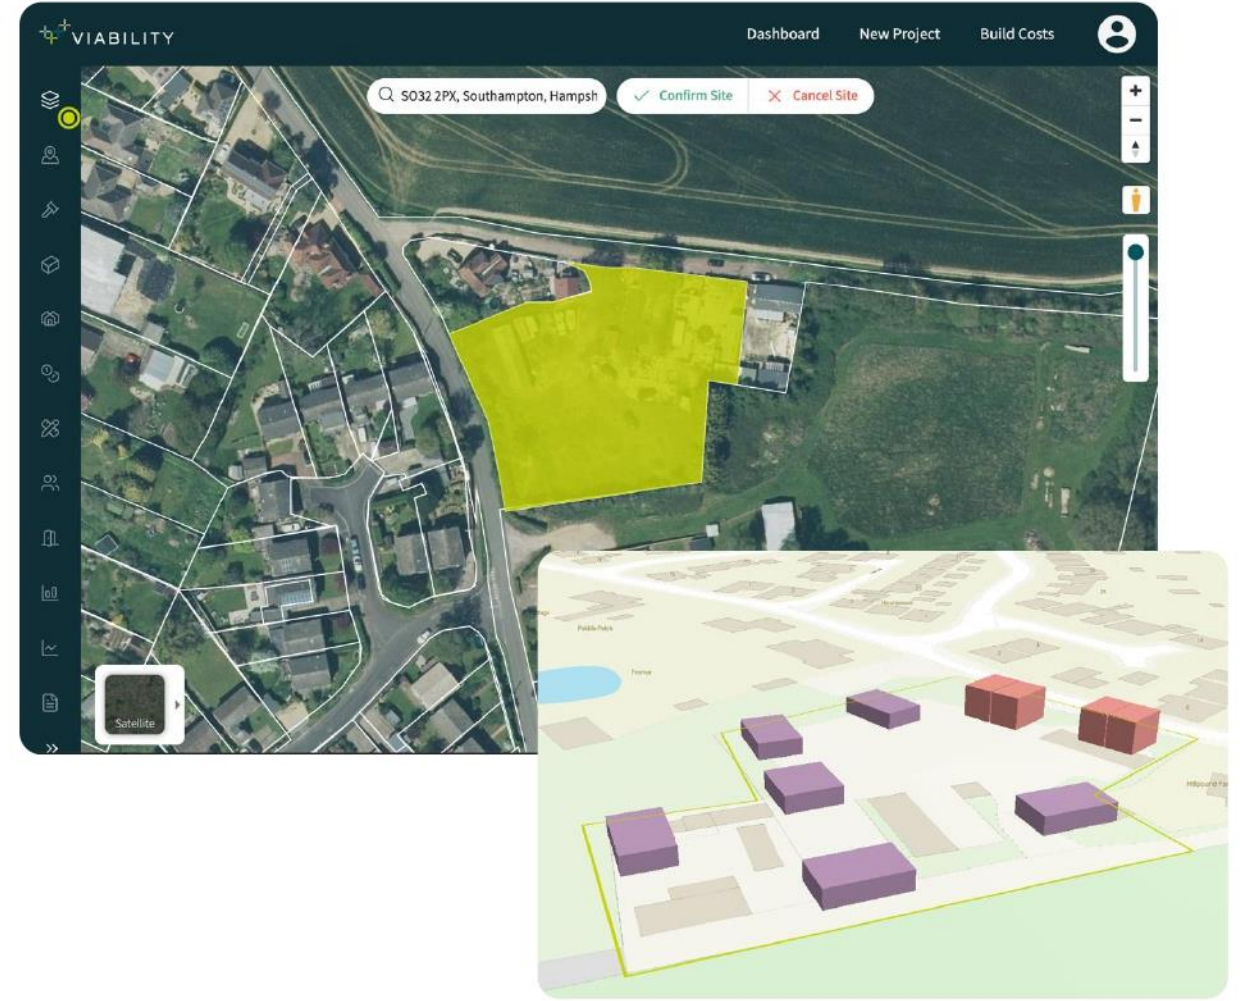 VIABILITY
Dashboard
New Project
Build Costs
SO32 2PX, Southampton, Hampsh
Confirm Site
Cancel Site
Satellite